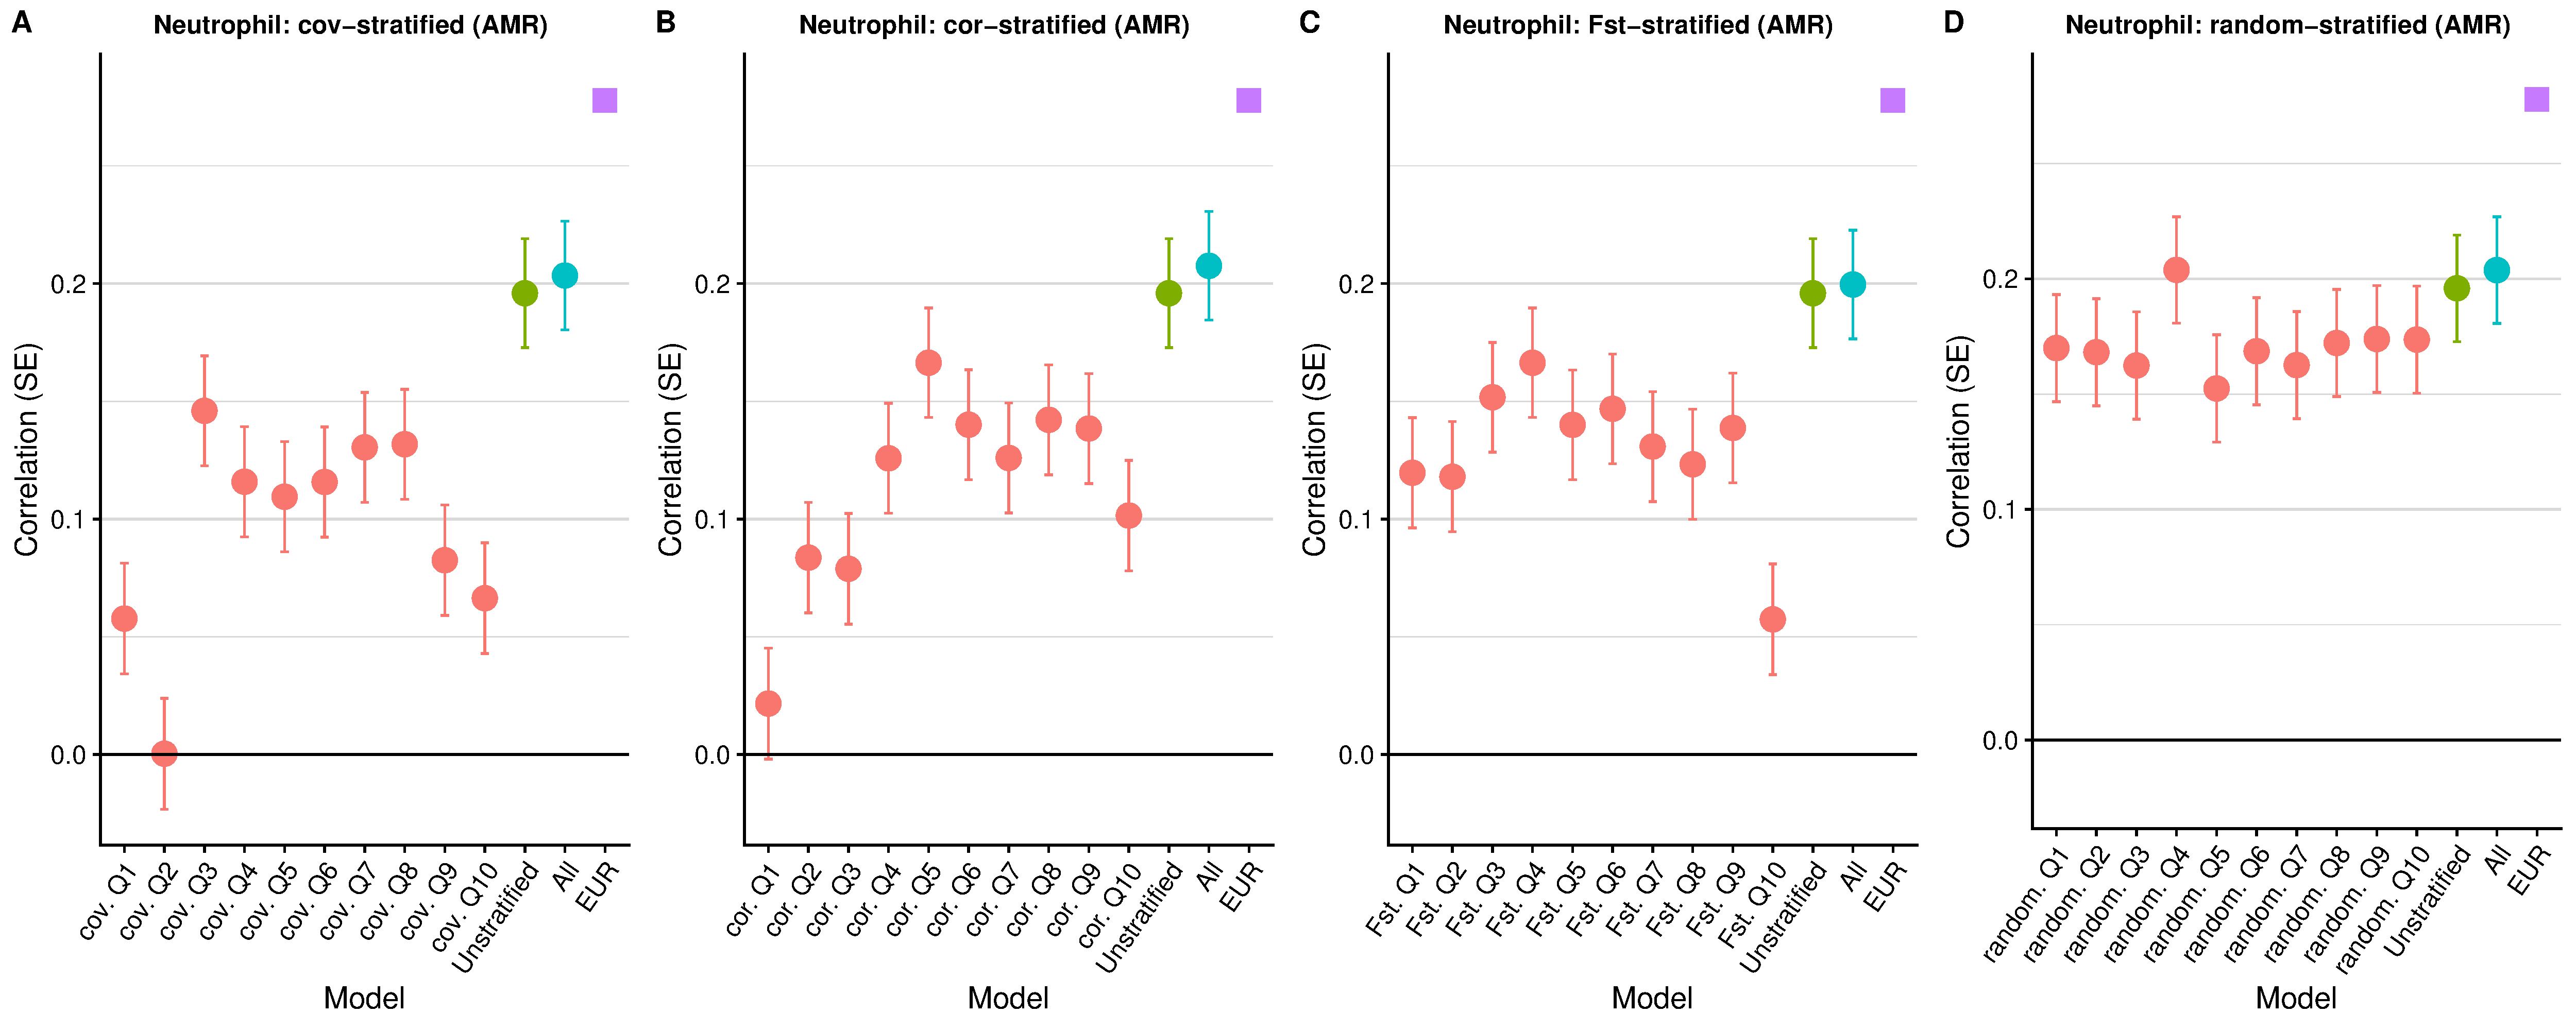 A
Neutrophil: cov−stratified (AMR)
Correlation (SE)
0.2
0.1
0.0
cov. Q1
cov. Q2
cov. Q3
cov. Q4
cov. Q5
cov. Q6
cov. Q7
cov. Q8
cov. Q9
cov. Q10
Unstratified
All
EUR
Model
B
Neutrophil: cor−stratified (AMR)
Correlation (SE)
0.2
0.1
0.0
cor. Q1
cor. Q2
cor. Q3
cor. Q4
cor. Q5
cor. Q6
cor. Q7
cor. Q8
cor. Q9
cor. Q10
Unstratified
All
EUR
Model
C
Neutrophil: Fst−stratified (AMR)
Correlation (SE)
0.2
0.1
0.0
Fst. Q1
Fst. Q2
Fst. Q3
Fst. Q4
Fst. Q5
Fst. Q6
Fst. Q7
Fst. Q8
Fst. Q9
Fst. Q10
Unstratified
All
EUR
Model
D
Neutrophil: random−stratified (AMR)
Correlation (SE)
0.2
0.1
0.0
random. Q1
random. Q2
random. Q3
random. Q4
random. Q5
random. Q6
random. Q7
random. Q8
random. Q9
random. Q10
Unstratified
All
EUR
Model